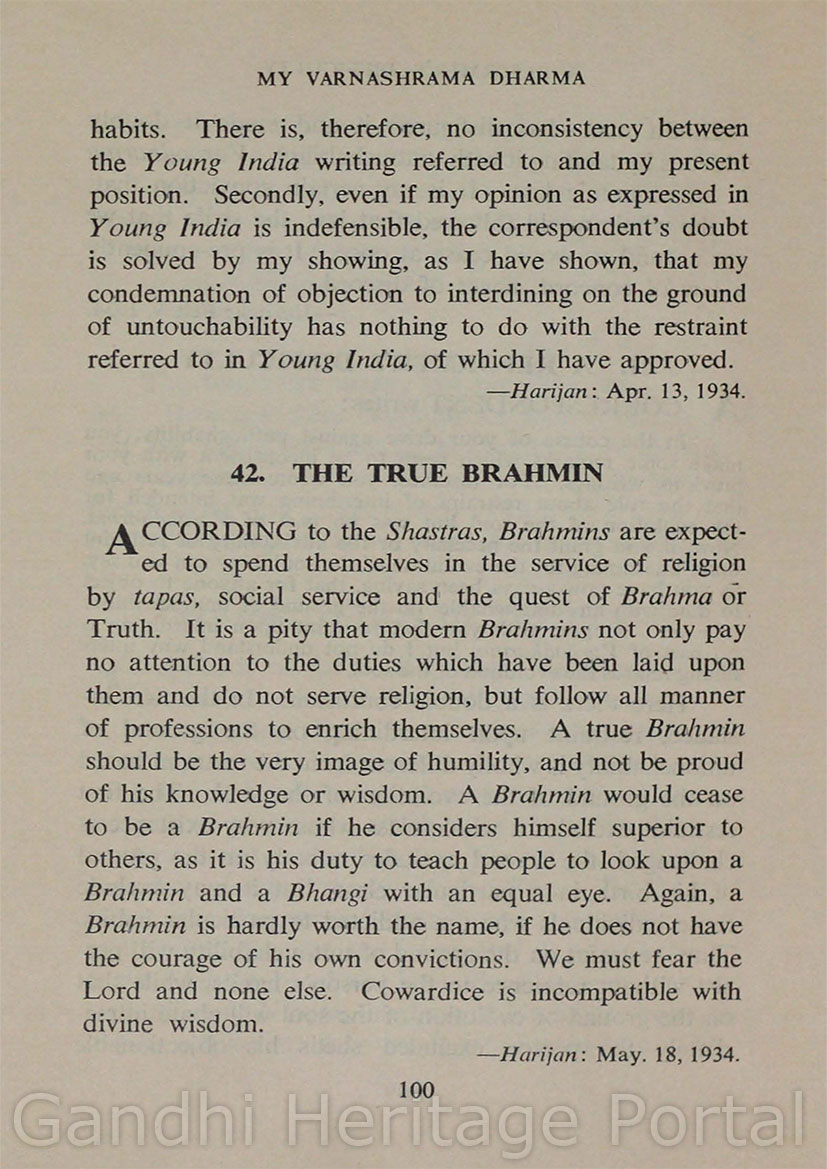 MY VARNASHRAMA DHARMA
habits. There is, therefore, no inconsistency between
the Young India writing referred to and my present
position. Secondly, even if my opinion as expressed in
Young India is indefensible, the correspondent's doubt
is solved by my showing, as I have shown, that my
condemnation of objection to interdining on the ground
of untouchability has nothing to do with the restraint
referred to in Young India, of which I have approved.
—Harijan: Apr. 13, 1934.
42. THE TRUE BRAHMIN
ACCORDING to the Shastras, Brahmins are expect-
ed to spend themselves in the service of religion
by tapas, social service and the quest of Brahma or
Truth. It is a pity that modern Brahmins not only pay
no attention to the duties which have been laid upon
them and do not serve religion, but follow all manner
of professions to enrich themselves. A true Brahmin
should be the very image of humility, and not be proud
of his knowledge or wisdom. A Brahmin would cease
to be a Brahmin if he considers himself superior to
others, as it is his duty to teach people to look upon a
Brahmin and a Bhangi with an equal eye. Again, a
Brahmin is hardly worth the name, if he does not have
the courage of his own convictions. We must fear the
Lord and none else. Cowardice is incompatible with
divine wisdom.
—Harijan: May. 18, 1934.
100
Gandhi Heritage Portal